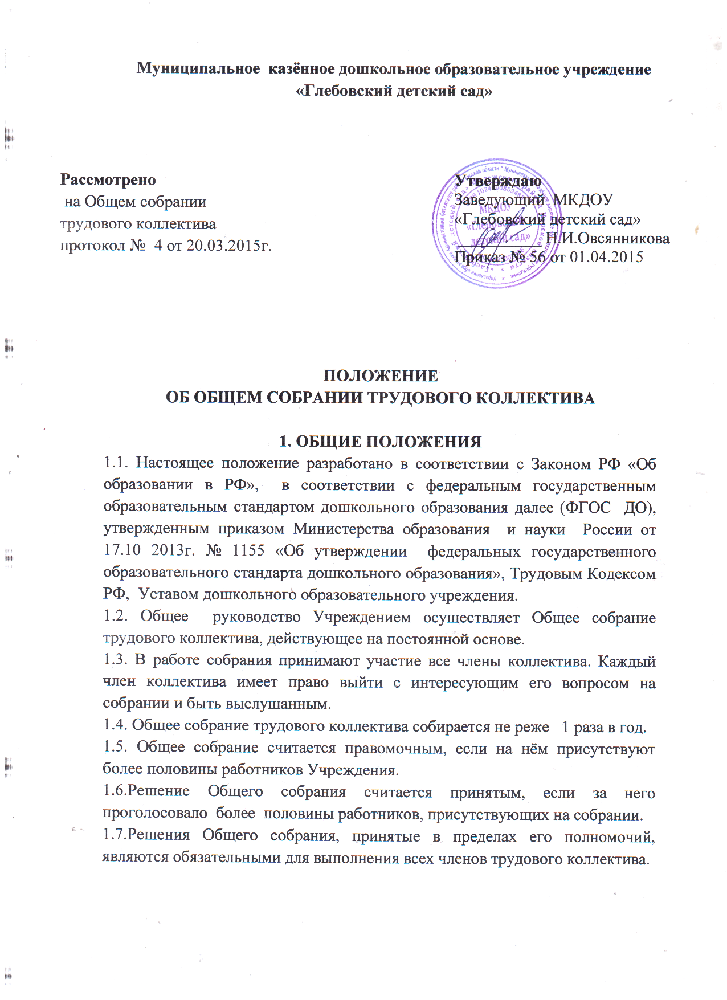 Муниципальное казённое дошкольное образовательное учреждение
«Глебовский детский сад»
Рассмотрено
на Общем собрании
трудового коллектива
протокол № 4 от 20.03.2015г.
Утверждаю
Заведующий МКДОУ
«Глебовский детский сад»
__________ Н.И.Овсянникова
Приказ № 56 от 01.04.2015
МКДОУ
«Глебовский
детский сад»
ПОЛОЖЕНИЕ
ОБ ОБЩЕМ СОБРАНИИ ТРУДОВОГО КОЛЛЕКТИВА
1. ОБЩИЕ ПОЛОЖЕНИЯ
1.1. Настоящее положение разработано в соответствии с Законом РФ «Об
образовании в РФ», в соответствии с федеральным государственным
образовательным стандартом дошкольного образования далее (ФГОС ДО),
утвержденным приказом Министерства образования и науки России от
17.10 2013г. № 1155 «Об утверждении федеральных государственного
образовательного стандарта дошкольного образования», Трудовым Кодексом
РФ, Уставом дошкольного образовательного учреждения.
1.2. Общее руководство Учреждением осуществляет Общее собрание
трудового коллектива, действующее на постоянной основе.
1.3. В работе собрания принимают участие все члены коллектива. Каждый
член коллектива имеет право выйти с интересующим его вопросом на
собрании и быть выслушанным.
1.4. Общее собрание трудового коллектива собирается не реже 1 раза в год.
1.5. Общее собрание считается правомочным, если на нём присутствуют
более половины работников Учреждения.
1.6.Решение Общего собрания считается принятым, если за него
проголосовало более половины работников, присутствующих на собрании.
1.7.Решения Общего собрания, принятые в пределах его полномочий,
являются обязательными для выполнения всех членов трудового коллектива.